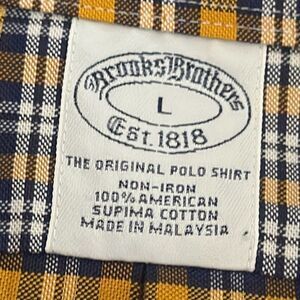 Brooks Brothers
L
Est. 1818
THE ORIGINAL POLO SHIRT
NON-IRON
100% AMERICAN
SUPIMA COTTON
MADE IN MALAYSIA